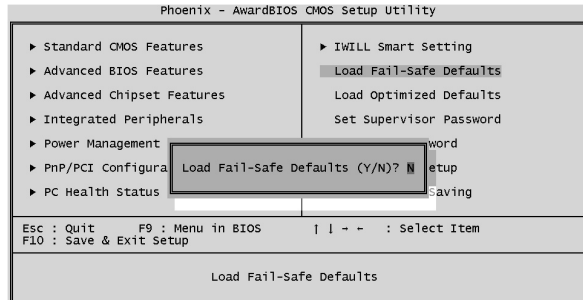 Phoenix - AwardBIOS CMOS Setup Utility
▶ Standard CMOS Features
▶ Advanced BIOS Features
▶ Advanced Chipset Features
▶ Integrated Peripherals
▶ Power Management
▶ PnP/PCI Configura
▶ PC Health Status
▶ IWILL Smart Setting
Load Fail-Safe Defaults
Load Optimized Defaults
Set Supervisor Password
word
etup
Saving
Load Fail-Safe Defaults (Y/N)? N
Esc : Quit F9 : Menu in BIOS ↑ ↓ → ← : Select Item
F10 : Save & Exit Setup
Load Fail-Safe Defaults